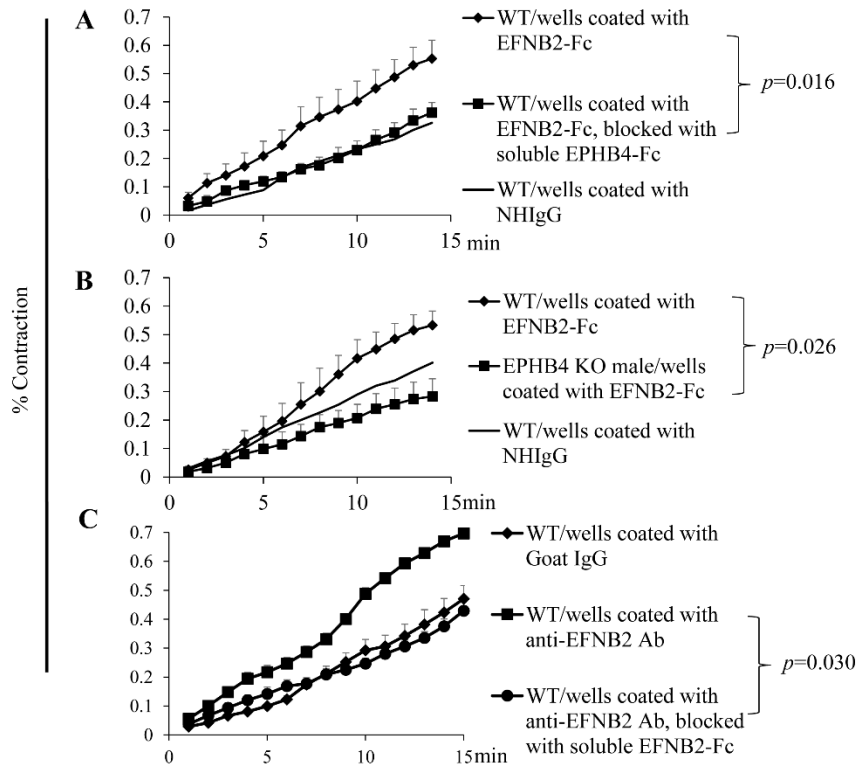 A
0.7
0.6
0.5
0.4
0.3
0.2
0.1
0
0 5 10 15 min
WT/wells coated with
EFNB2-Fc
WT/wells coated with
EFNB2-Fc, blocked with
soluble EPHB4-Fc
WT/wells coated with
NHIgG
p=0.016
B
0.7
0.6
0.5
0.4
0.3
0.2
0.1
0
0 5 10 15min
WT/wells coated with
EFNB2-Fc
EPHB4 KO male/wells
coated with EFNB2-Fc
WT/wells coated with
NHIgG
p=0.026
% Contraction
C
0.7
0.6
0.5
0.4
0.3
0.2
0.1
0
0 5 10 15min
WT/wells coated with
Goat IgG
WT/wells coated with
anti-EFNB2 Ab
WT/wells coated with
anti-EFNB2 Ab, blocked
with soluble EFNB2-Fc
p=0.030